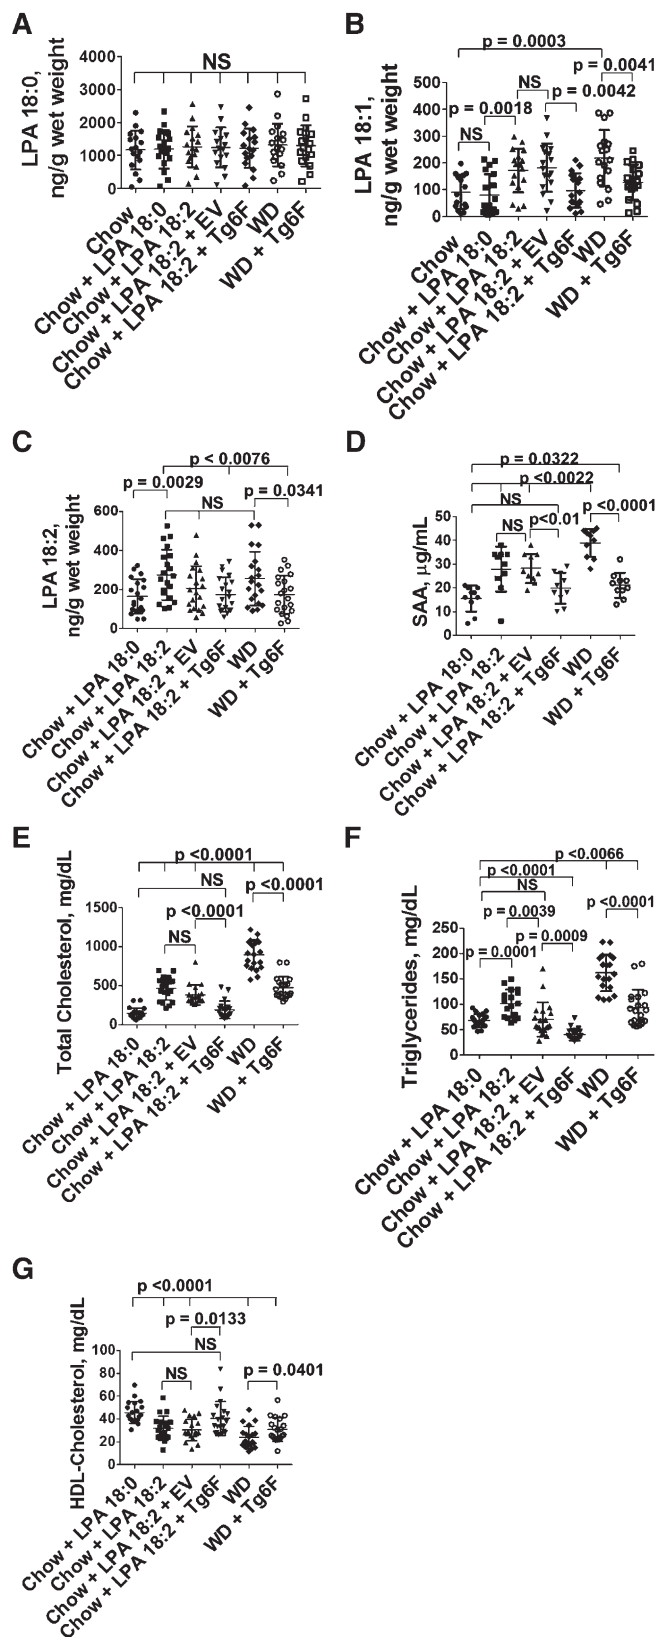 A
LPA 18:0,
ng/g wet weight
4000
3000
2000
1000
0
NS
Chow
Chow + LPA 18:0
Chow + LPA 18:2
Chow + LPA 18:2 + EV
Chow + LPA 18:2 + Tg6F
WD
WD + Tg6F
B
LPA 18:1,
ng/g wet weight
500
400
300
200
100
0
p = 0.0003
p = 0.0041
NS
p = 0.0042
p = 0.0018
NS
Chow
Chow + LPA 18:0
Chow + LPA 18:2
Chow + LPA 18:2 + EV
Chow + LPA 18:2 + Tg6F
WD
WD + Tg6F
C
LPA 18:2,
ng/g wet weight
600
400
200
0
p < 0.0076
p = 0.0029
p = 0.0341
NS
Chow + LPA 18:0
Chow + LPA 18:2
Chow + LPA 18:2 + EV
Chow + LPA 18:2 + Tg6F
WD
WD + Tg6F
D
SAA, µg/mL
50
40
30
20
10
0
p = 0.0322
p <0.0022
NS
NS
p<0.01
p <0.0001
Chow + LPA 18:0
Chow + LPA 18:2
Chow + LPA 18:2 + EV
Chow + LPA 18:2 + Tg6F
WD
WD + Tg6F
E
Total Cholesterol, mg/dL
1500
1000
500
0
p <0.0001
NS
p <0.0001
p <0.0001
NS
Chow + LPA 18:0
Chow + LPA 18:2
Chow + LPA 18:2 + EV
Chow + LPA 18:2 + Tg6F
WD
WD + Tg6F
F
Triglycerides, mg/dL
250
200
150
100
50
0
p <0.0066
p <0.0001
NS
p <0.0001
p = 0.0039
p = 0.0009
p = 0.0001
Chow + LPA 18:0
Chow + LPA 18:2
Chow + LPA 18:2 + EV
Chow + LPA 18:2 + Tg6F
WD
WD + Tg6F
G
HDL-Cholesterol, mg/dL
100
80
60
40
20
0
p <0.0001
p = 0.0133
NS
NS
p = 0.0401
Chow + LPA 18:0
Chow + LPA 18:2
Chow + LPA 18:2 + EV
Chow + LPA 18:2 + Tg6F
WD
WD + Tg6F